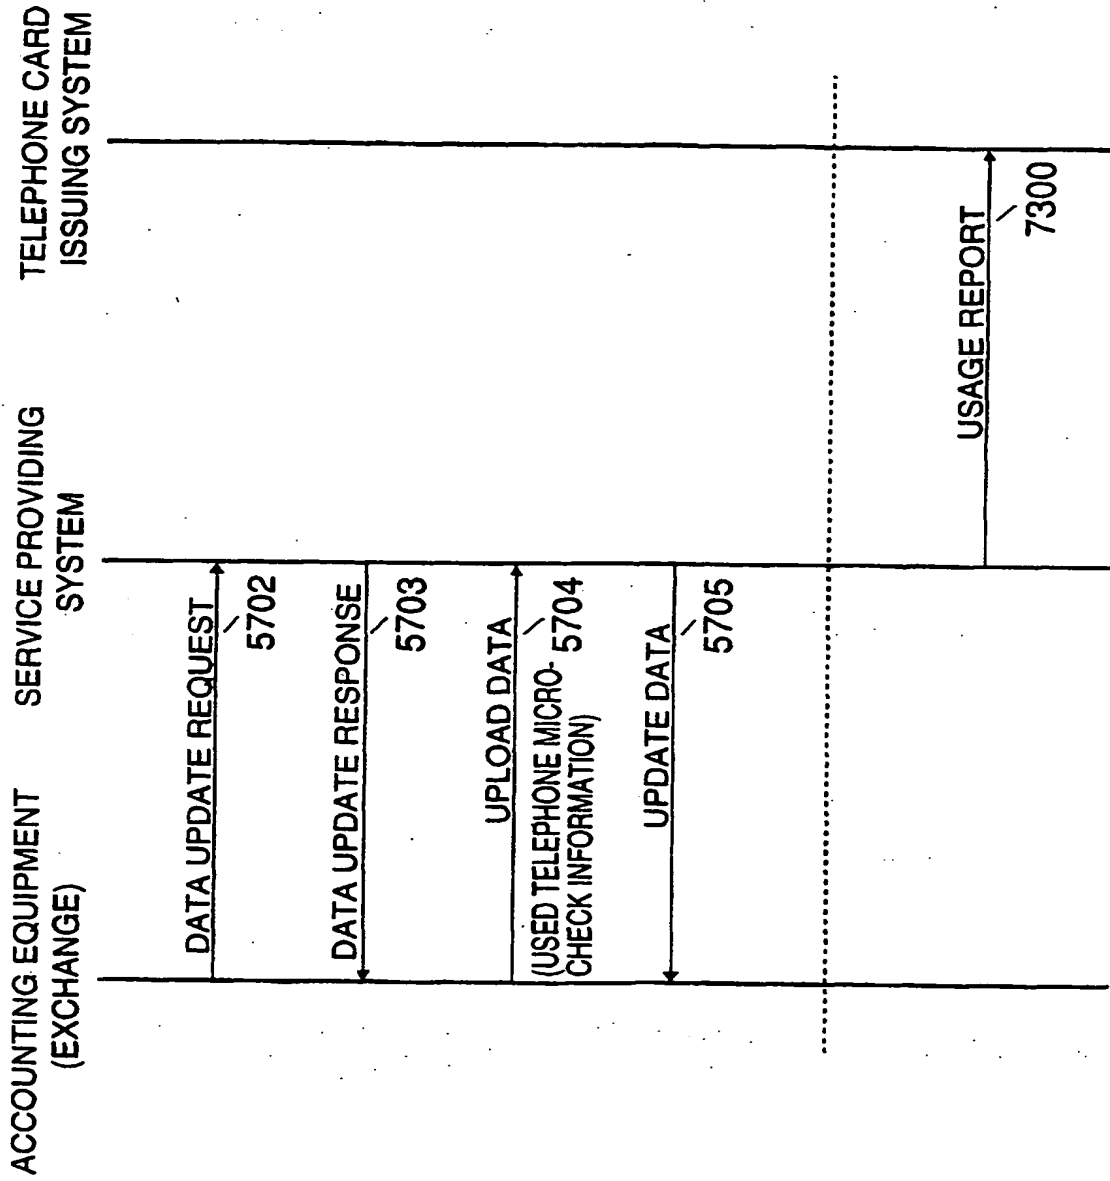 ACCOUNTING EQUIPMENT
(EXCHANGE)
SERVICE PROVIDING
SYSTEM
TELEPHONE CARD
ISSUING SYSTEM
DATA UPDATE REQUEST
5702
DATA UPDATE RESPONSE
5703
UPLOAD DATA
5704
(USED TELEPHONE MICRO-
CHECK INFORMATION)
UPDATE DATA
5705
USAGE REPORT
7300